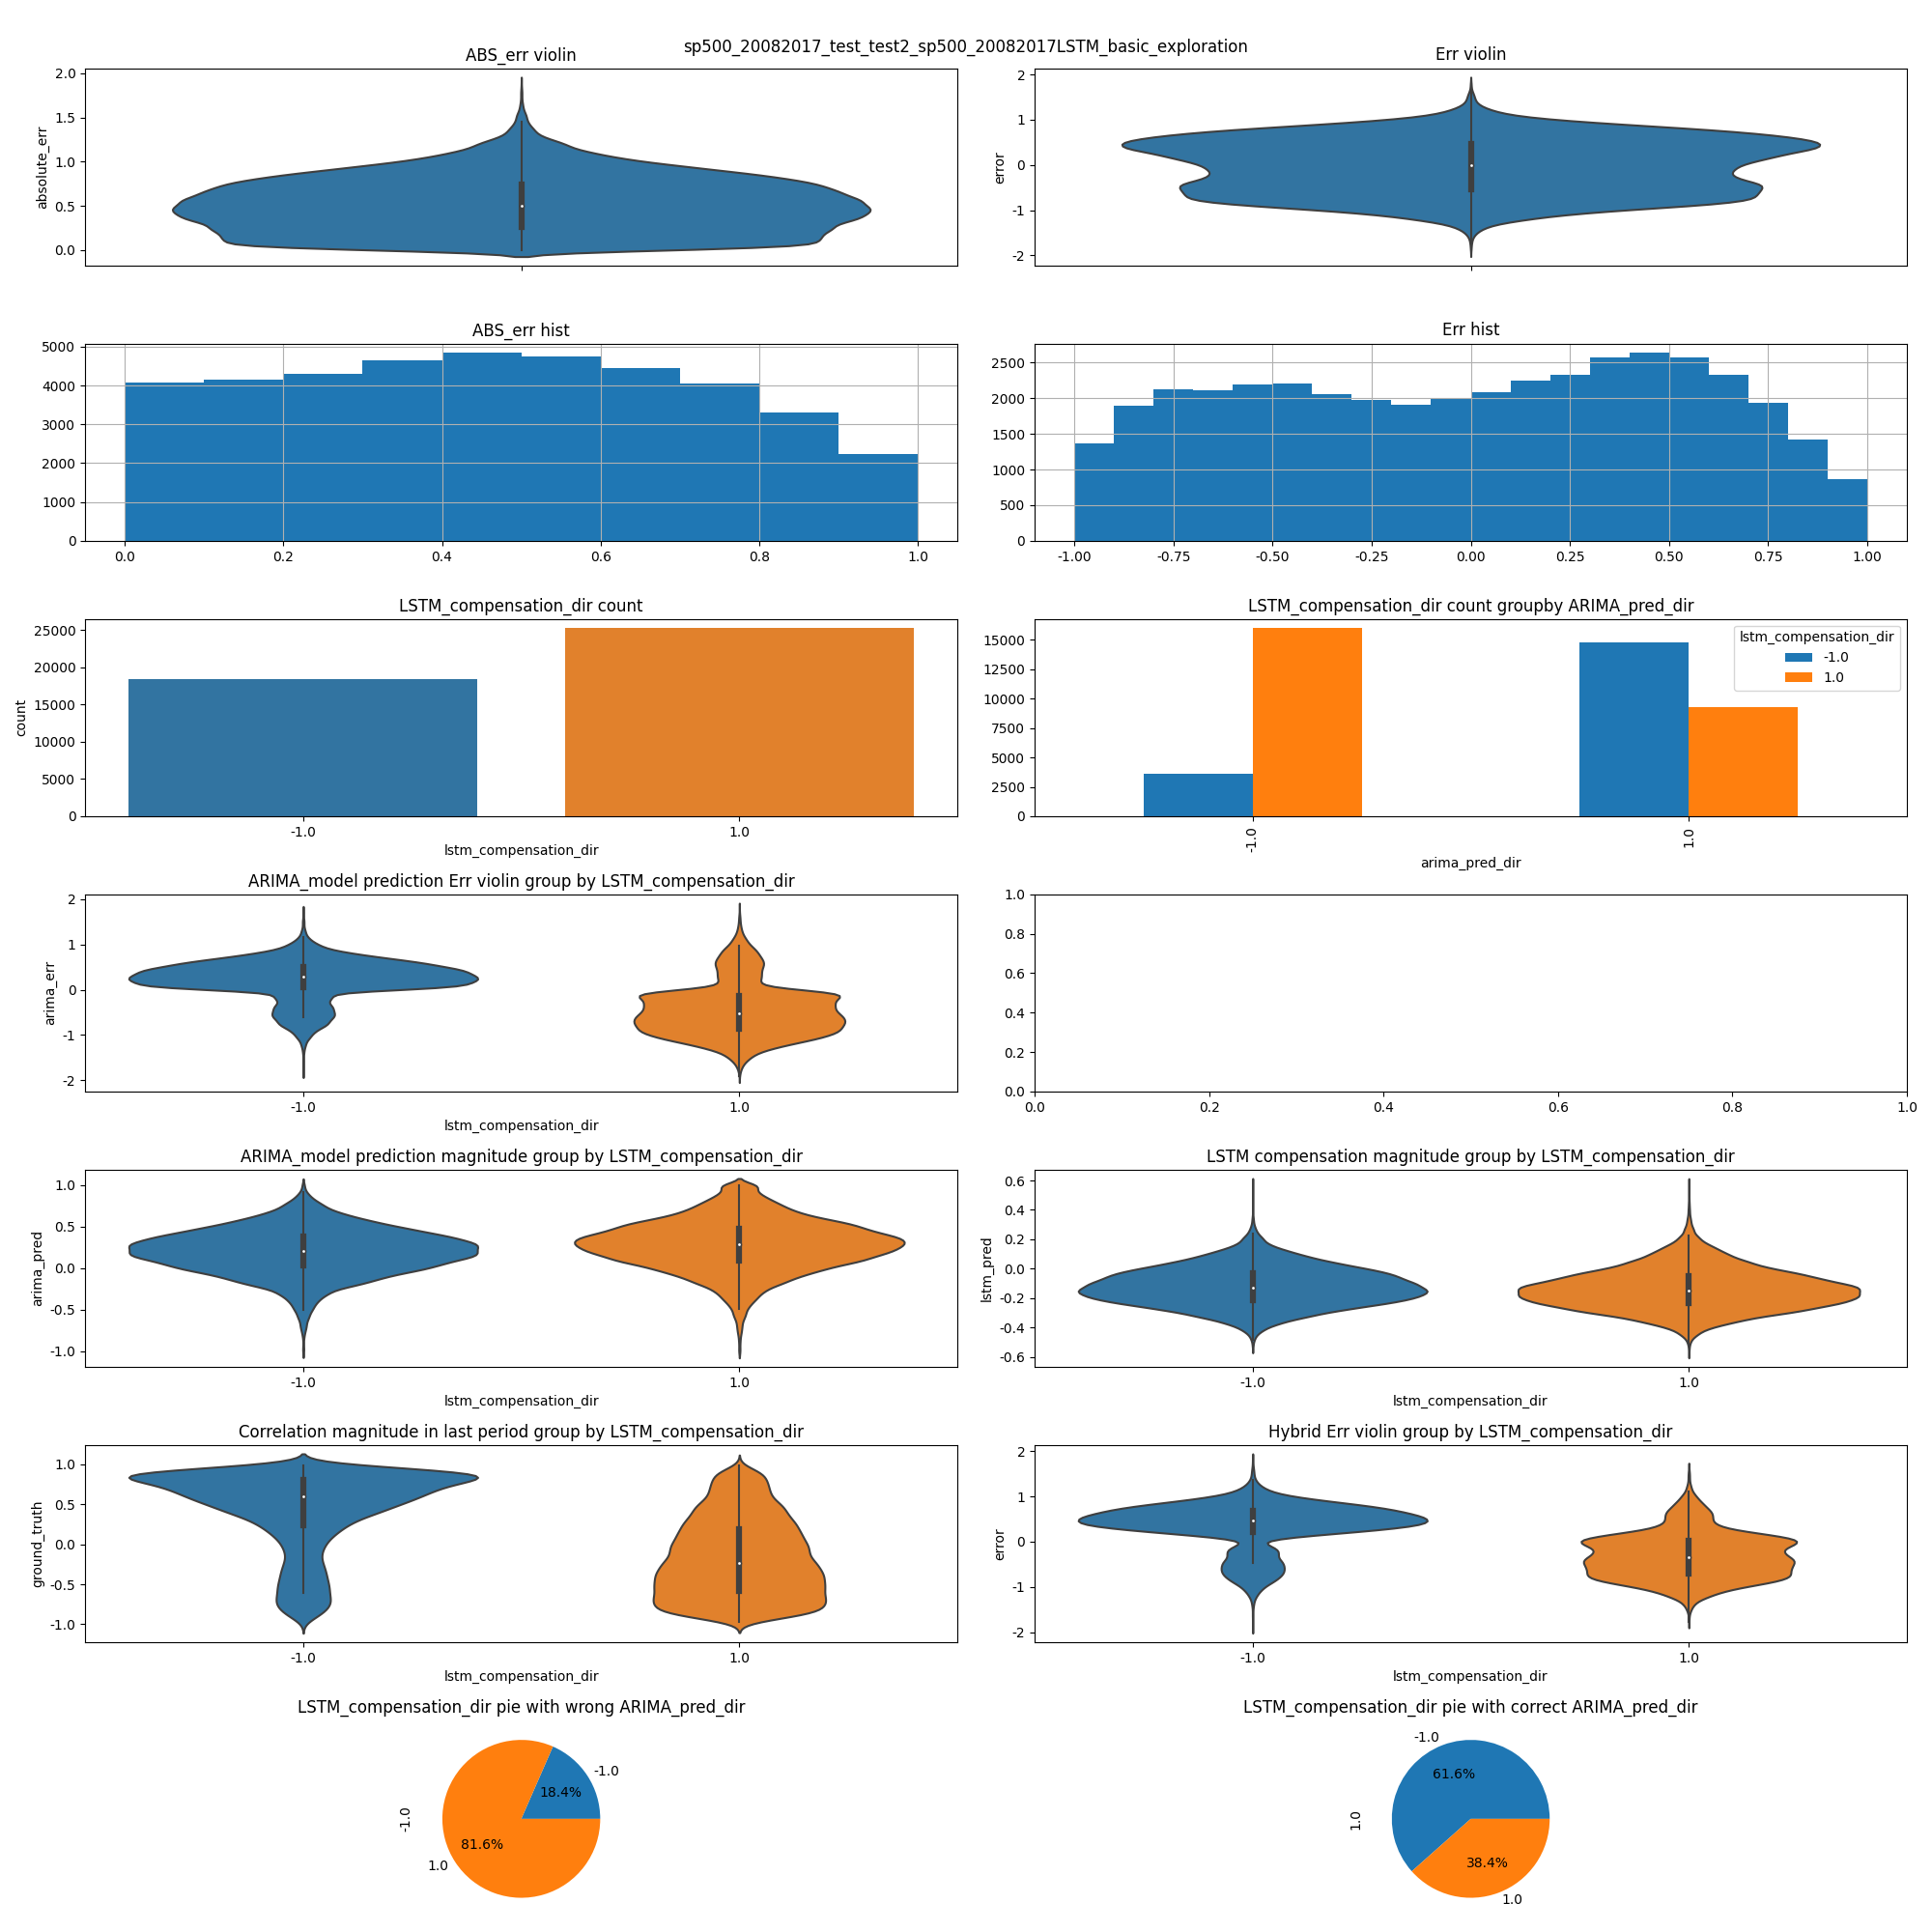 sp500_20082017_test_test2_sp500_20082017LSTM_basic_exploration
ABS_err violin
2.0
1.5
1.0
0.5
0.0
absolute_err
Err violin
2
1
0
-1
-2
error
ABS_err hist
5000
4000
3000
2000
1000
0
0.0 0.2 0.4 0.6 0.8 1.0
Err hist
2500
2000
1500
1000
500
0
-1.00 -0.75 -0.50 -0.25 0.00 0.25 0.50 0.75 1.00
LSTM_compensation_dir count
25000
20000
15000
10000
5000
0
count
-1.0 1.0
lstm_compensation_dir
LSTM_compensation_dir count groupby ARIMA_pred_dir
15000
12500
10000
7500
5000
2500
0
lstm_compensation_dir
-1.0
1.0
-1.0 1.0
arima_pred_dir
ARIMA_model prediction Err violin group by LSTM_compensation_dir
2
1
0
-1
-2
arima_err
-1.0 1.0
lstm_compensation_dir
1.0
0.8
0.6
0.4
0.2
0.0
0.0 0.2 0.4 0.6 0.8 1.0
ARIMA_model prediction magnitude group by LSTM_compensation_dir
1.0
0.5
0.0
-0.5
-1.0
arima_pred
-1.0 1.0
lstm_compensation_dir
LSTM compensation magnitude group by LSTM_compensation_dir
0.6
0.4
0.2
0.0
-0.2
-0.4
-0.6
lstm_pred
-1.0 1.0
lstm_compensation_dir
Correlation magnitude in last period group by LSTM_compensation_dir
1.0
0.5
0.0
-0.5
-1.0
ground_truth
-1.0 1.0
lstm_compensation_dir
Hybrid Err violin group by LSTM_compensation_dir
2
1
0
-1
-2
error
-1.0 1.0
lstm_compensation_dir
LSTM_compensation_dir pie with wrong ARIMA_pred_dir
-1.0
18.4%
-1.0
81.6%
1.0
LSTM_compensation_dir pie with correct ARIMA_pred_dir
-1.0
61.6%
1.0
38.4%
1.0